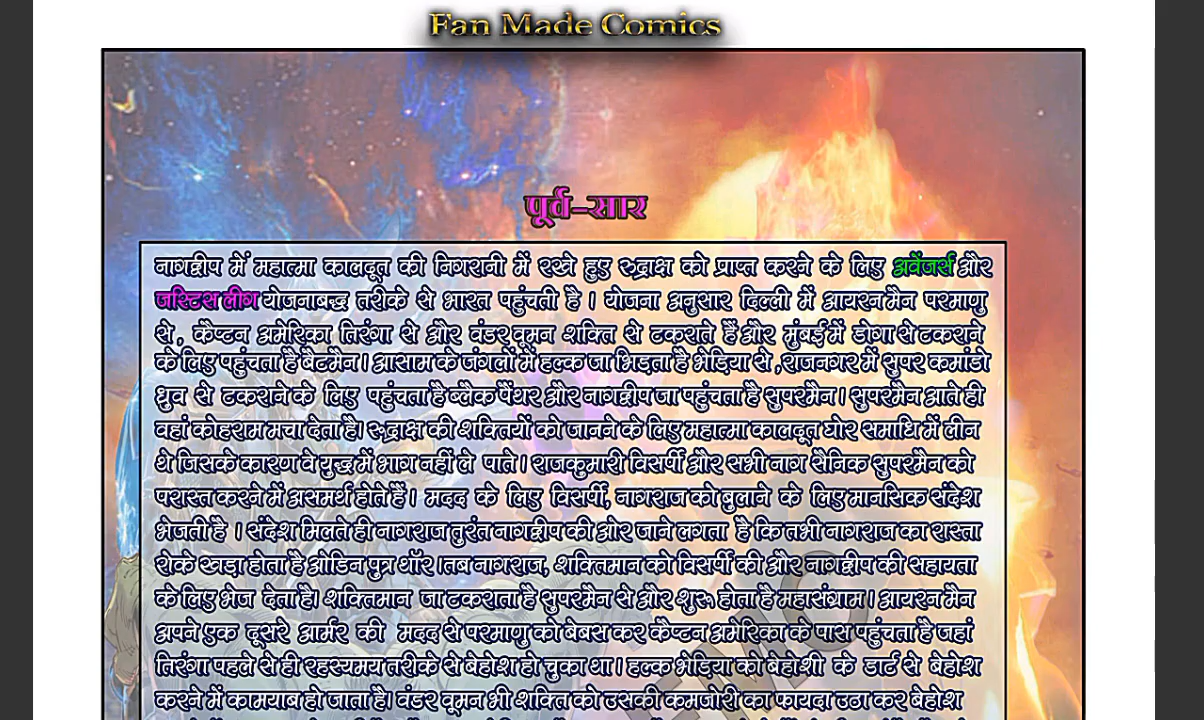 Fan Made Comics
पूर्व-सार
नागद्वीप में महात्मा कालदूत की निगरानी में रखे हुए रुद्राक्ष को प्राप्त करने के लिए अवेंजर्स और
जस्टिस लीग योजनाबद्ध तरीके से भारत पहुंचती है । योजना अनुसार दिल्ली में आयरन मैन परमाणु
से , कैप्टन अमेरिका तिरंगा से और वंडर वूमन शक्ति से टकराते हैं और मुंबई में डोगा से टकराने
के लिए पहुंचता है बैटमैन । आसाम के जंगलों में हल्क जा भिड़ता है भेड़िया से ,राजनगर में सुपर कमांडो
ध्रुव से टकराने के लिए पहुंचता है ब्लैक पैंथर और नागद्वीप जा पहुंचता है सुपरमैन । सुपरमैन आते ही
वहां कोहराम मचा देता है। रूद्राक्ष की शक्तियों को जानने के लिए महात्मा कालदूत घोर समाधि में लीन
थे जिसके कारण वे युद्ध में भाग नहीं ले पाते । राजकुमारी विसर्पी और सभी नाग सैनिक सुपरमैन को
परास्त करने में असमर्थ होते हैं । मदद के लिए विसर्पी, नागराज को बुलाने के लिए मानसिक संदेश
भेजती है । संदेश मिलते ही नागराज तुरंत नागद्वीप की ओर जाने लगता है कि तभी नागराज का रास्ता
रोके खड़ा होता है ओडिन पुत्र थॉर । तब नागराज, शक्तिमान को विसर्पी की और नागद्वीप की सहायता
के लिए भेज देता है। शक्तिमान जा टकराता है सुपरमैन से और शुरू होता है महासंग्राम । आयरन मैन
अपने एक दूसरे आर्मर की मदद से परमाणु को बेबस कर कैप्टन अमेरिका के पास पहुंचता है जहां
तिरंगा पहले से ही रहस्यमय तरीके से बेहोश हो चुका था । हल्क भेड़िया को बेहोशी के डार्ट से बेहोश
करने में कामयाब हो जाता है। वंडर वूमन भी शक्ति को उसकी कमजोरी का फायदा उठा कर बेहोश